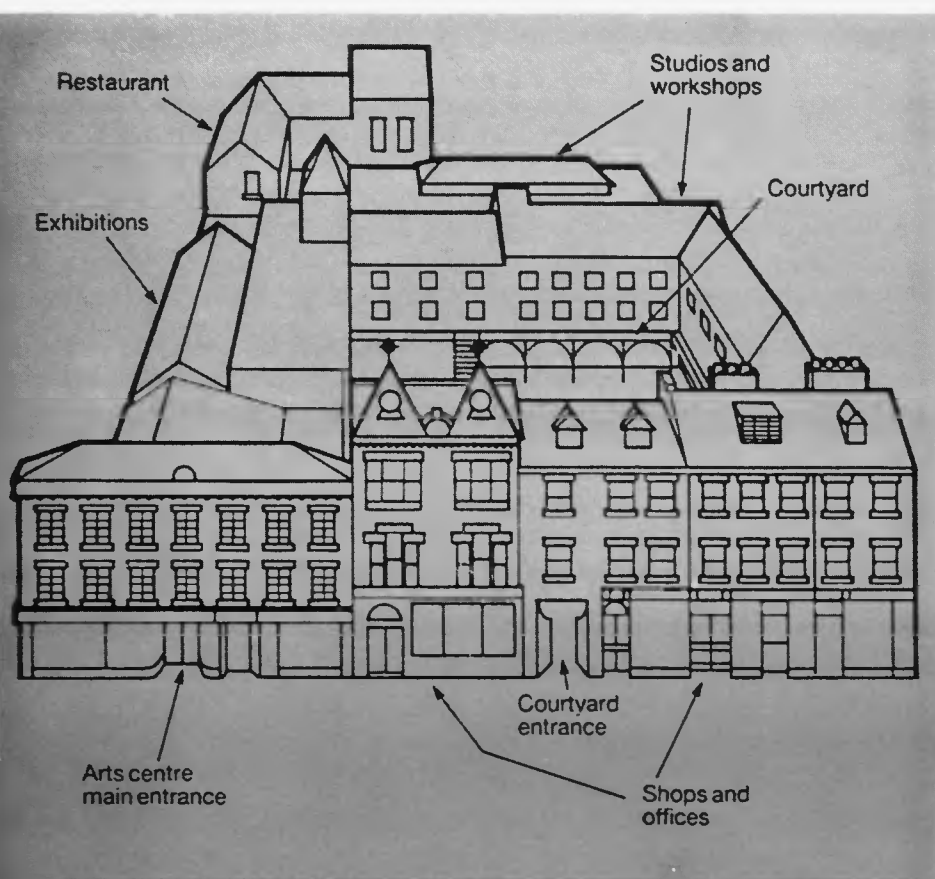 Restaurant
Studios and
workshops
Courtyard
Exhibitions
Courtyard
entrance
Arts centre
main entrance
Shops and
offices